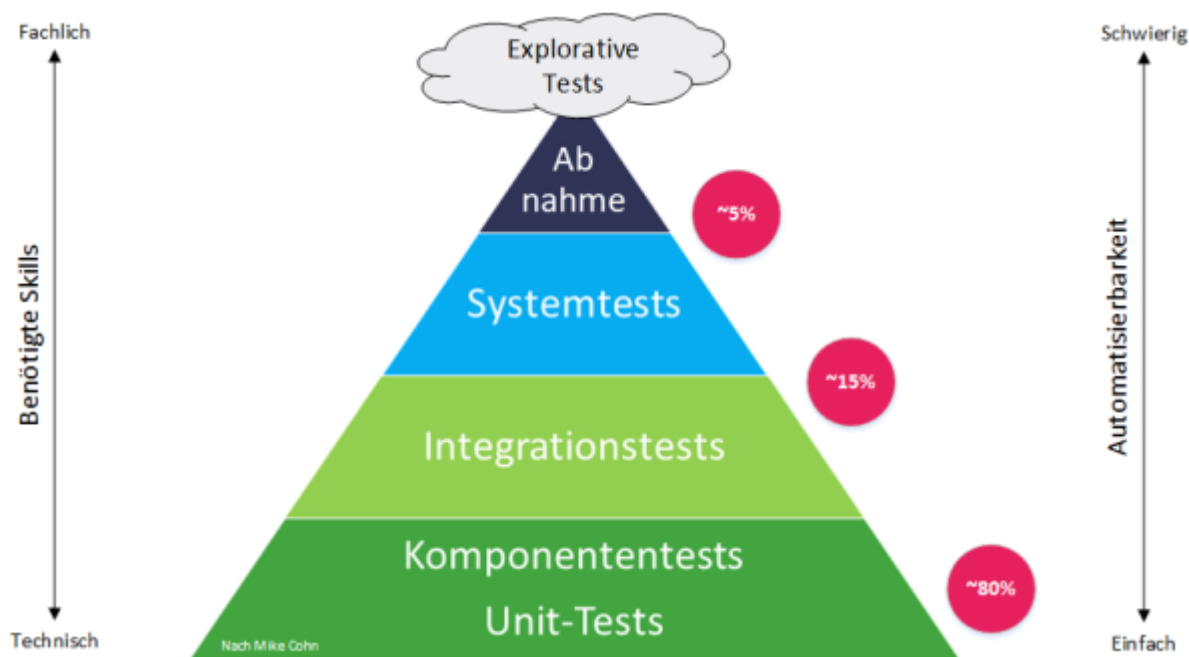 Fachlich
Schwierig
Explorative
Tests
Ab
nahme
~5%
Systemtests
~15%
Integrationstests
Komponententests
~80%
Unit-Tests
Nach Mike Cohn
Technisch
Einfach
Benötigte Skills
Automatisierbarkeit